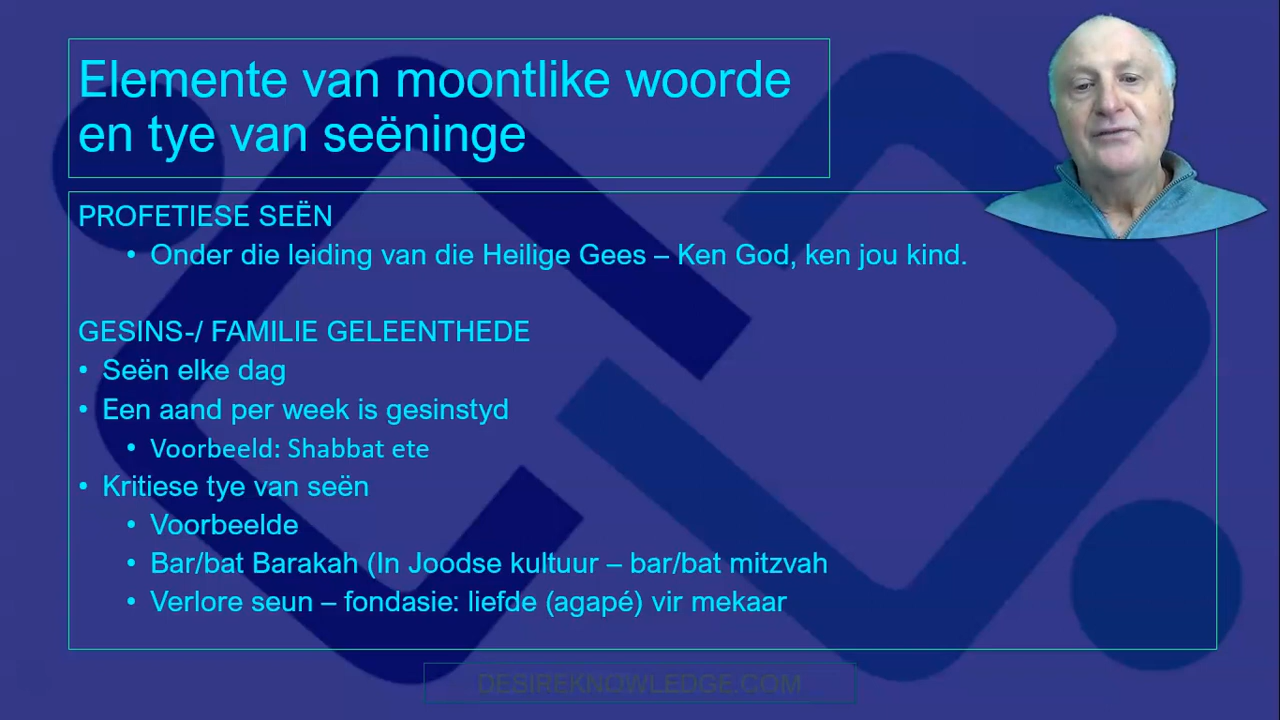 Elemente van moontlike woorde
en tye van seëninge
PROFETIESE SEËN
• Onder die leiding van die Heilige Gees – Ken God, ken jou kind.
GESINS-/ FAMILIE GELEENTHEDE
• Seën elke dag
• Een aand per week is gesinstyd
• Voorbeeld: Shabbat ete
• Kritiese tye van seën
• Voorbeelde
• Bar/bat Barakah (In Joodse kultuur – bar/bat mitzvah
• Verlore seun – fondasie: liefde (agapé) vir mekaar
DESIREKNOWLEDGE.COM